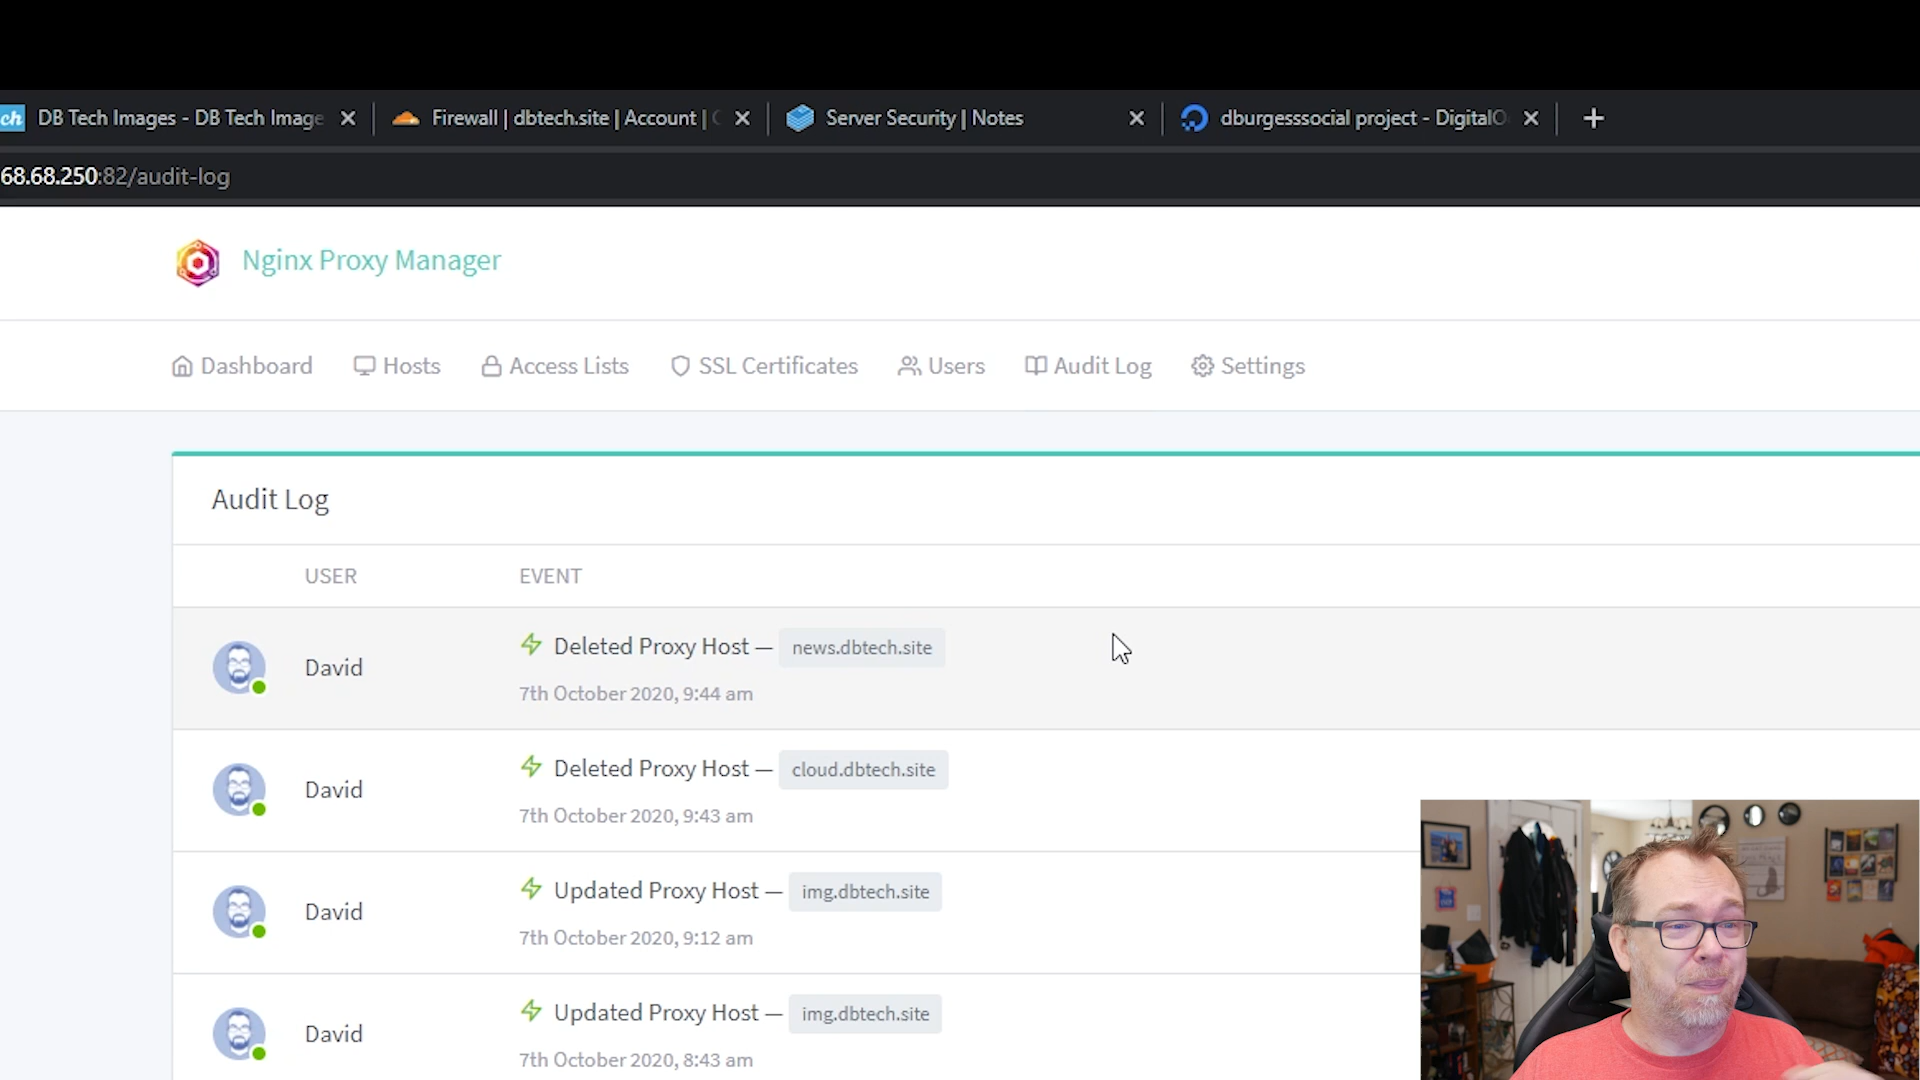 ch DB Tech Images - DB Tech Image
Firewall | dbtech.site | Account |
Server Security | Notes
dburgesssocial project - DigitalO
68.68.250:82/audit-log
Nginx Proxy Manager
Dashboard Hosts Access Lists SSL Certificates Users Audit Log Settings
Audit Log
USER EVENT
David Deleted Proxy Host — news.dbtech.site
7th October 2020, 9:44 am
David Deleted Proxy Host — cloud.dbtech.site
7th October 2020, 9:43 am
David Updated Proxy Host — img.dbtech.site
7th October 2020, 9:12 am
David Updated Proxy Host — img.dbtech.site
7th October 2020, 8:43 am